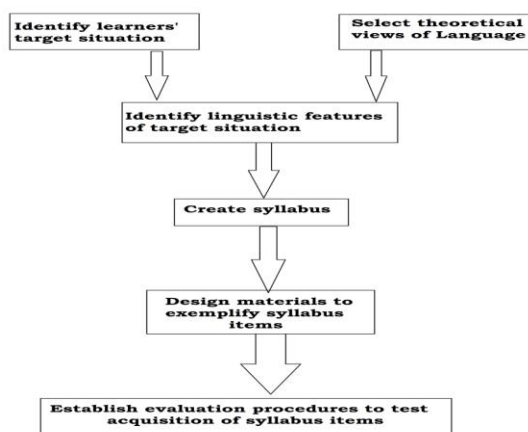 Identify learners'
target situation
Select theoretical
views of Language
Identify linguistic features
of target situation
Create syllabus
Design materials to
exemplify syllabus
items
Establish evaluation procedures to test
acquisition of syllabus items